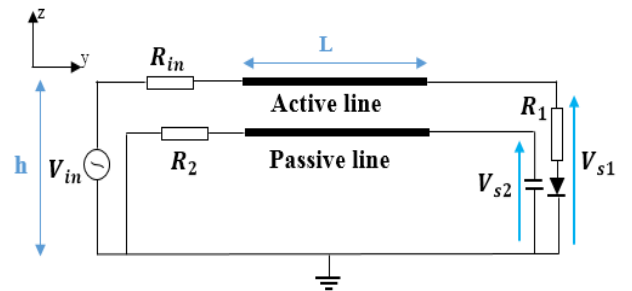 z
y
L
R_in
Active line
R_1
h
V_in
R_2
Passive line
V_s2
V_s1